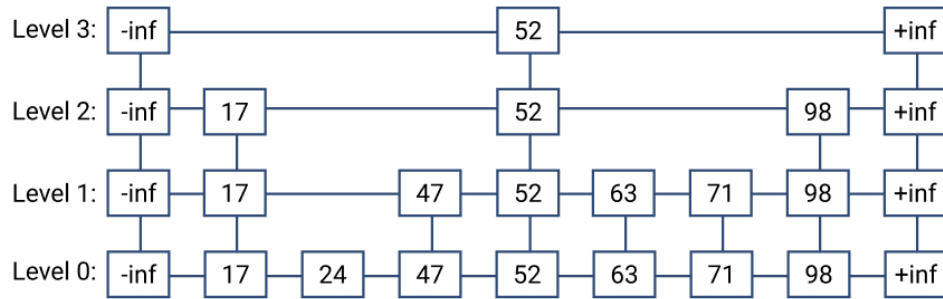 Level 3: -inf 52 +inf
Level 2: -inf 17 52 98 +inf
Level 1: -inf 17 47 52 63 71 98 +inf
Level 0: -inf 17 24 47 52 63 71 98 +inf